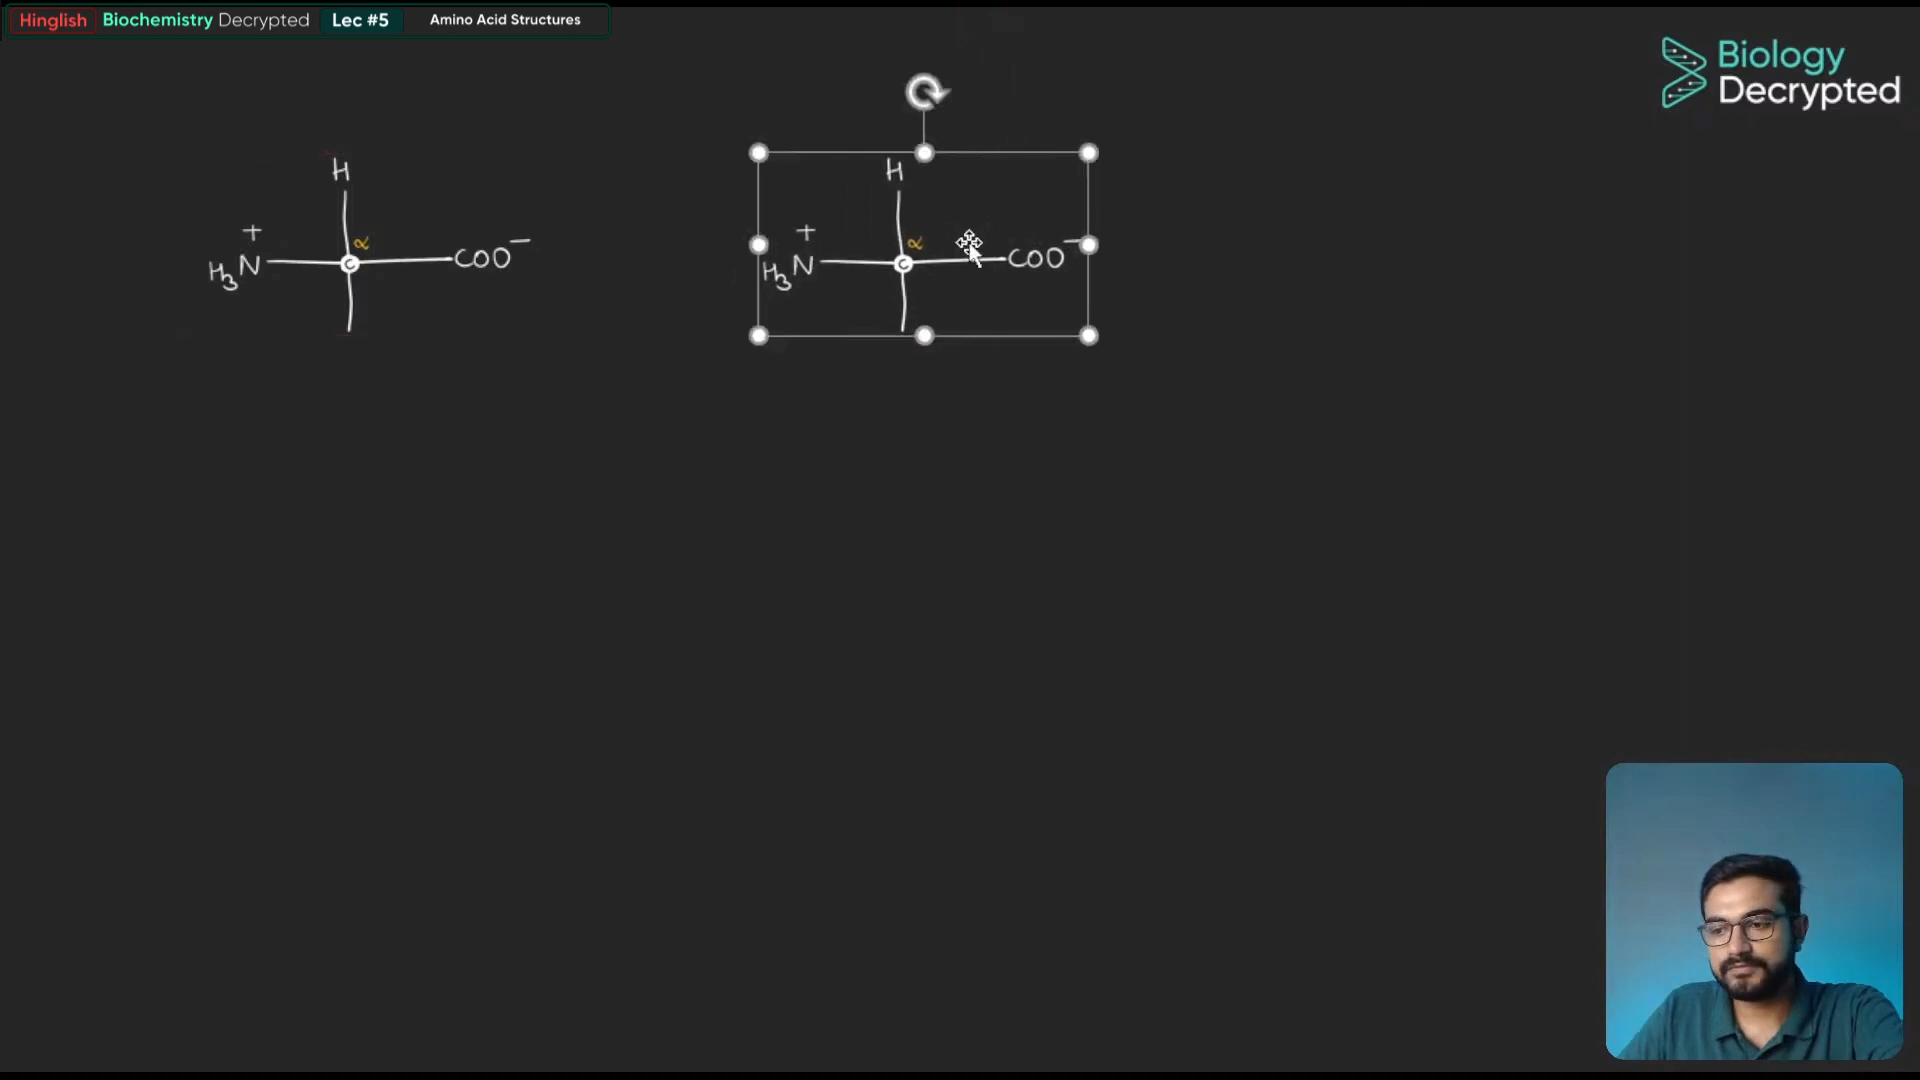 Hinglish Biochemistry Decrypted Lec #5 Amino Acid Structures
Biology
Decrypted
H
+
α
H₃N C COO⁻
H
+
α
H₃N C COO⁻